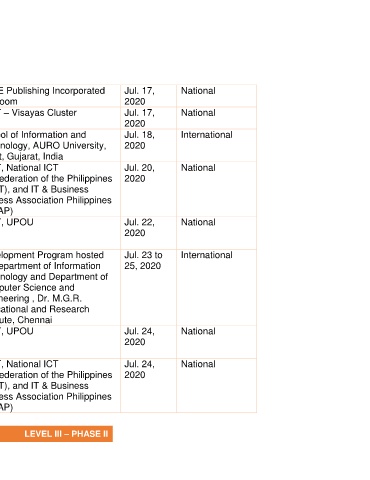 E Publishing Incorporated Jul. 17, National
oom 2020
– Visayas Cluster Jul. 17, National
2020
ol of Information and Jul. 18, International
nology, AURO University, 2020
t, Gujarat, India
, National ICT Jul. 20, National
ederation of the Philippines 2020
T), and IT & Business
ess Association Philippines
AP)
, UPOU Jul. 22, National
2020
elopment Program hosted Jul. 23 to International
epartment of Information 25, 2020
nology and Department of
puter Science and
neering , Dr. M.G.R.
cational and Research
ute, Chennai
, UPOU Jul. 24, National
2020
, National ICT Jul. 24, National
ederation of the Philippines 2020
T), and IT & Business
ess Association Philippines
AP)
LEVEL III – PHASE II